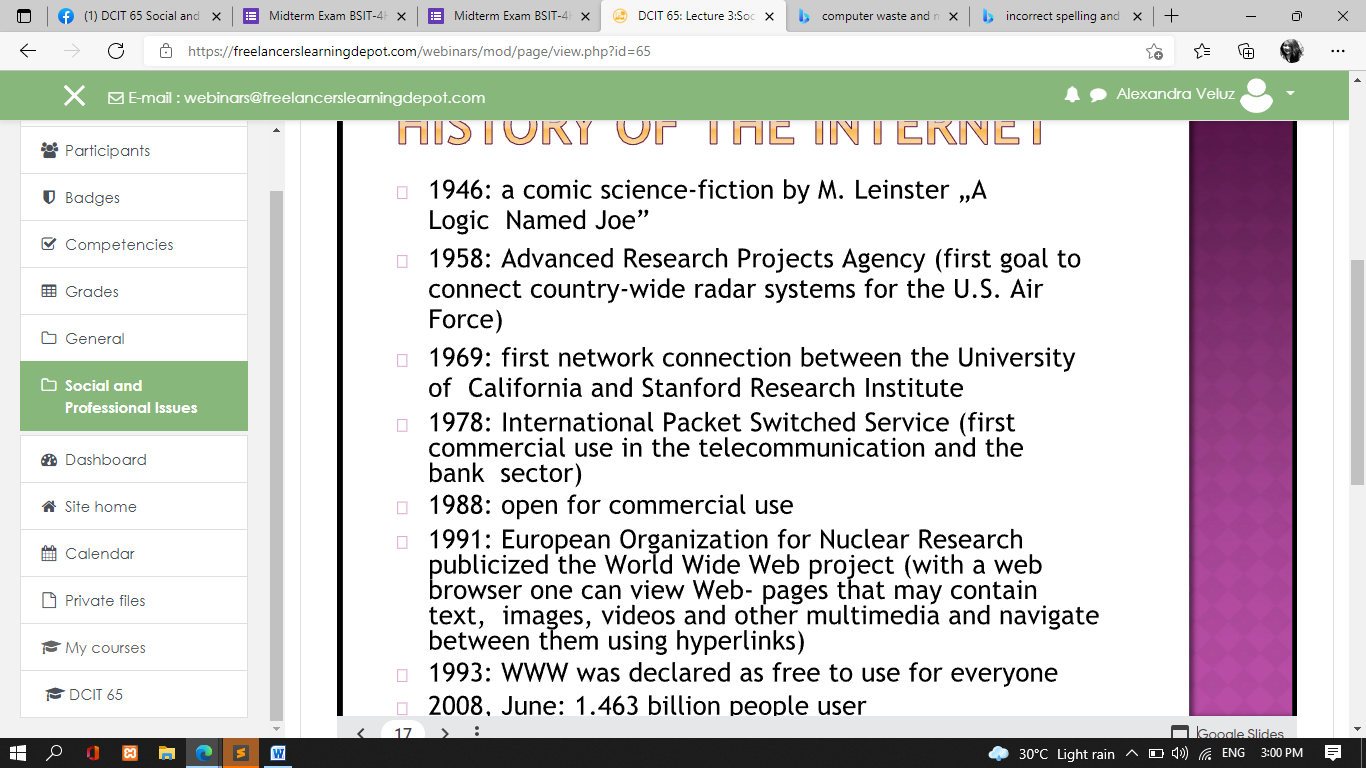 (1) DCIT 65 Social and
Midterm Exam BSIT-4
Midterm Exam BSIT-4
DCIT 65: Lecture 3:Soc
computer waste and m
incorrect spelling and
https://freelancerslearningdepot.com/webinars/mod/page/view.php?id=65
E-mail : webinars@freelancerslearningdepot.com
Alexandra Veluz
Participants
Badges
Competencies
Grades
General
Social and
Professional Issues
Dashboard
Site home
Calendar
Private files
My courses
DCIT 65
HISTORY OF THE INTERNET
1946: a comic science-fiction by M. Leinster „A
Logic Named Joe”
1958: Advanced Research Projects Agency (first goal to
connect country-wide radar systems for the U.S. Air
Force)
1969: first network connection between the University
of California and Stanford Research Institute
1978: International Packet Switched Service (first
commercial use in the telecommunication and the
bank sector)
1988: open for commercial use
1991: European Organization for Nuclear Research
publicized the World Wide Web project (with a web
browser one can view Web- pages that may contain
text, images, videos and other multimedia and navigate
between them using hyperlinks)
1993: WWW was declared as free to use for everyone
2008, June: 1.463 billion people user
17
Google Slides
30°C Light rain
ENG
3:00 PM